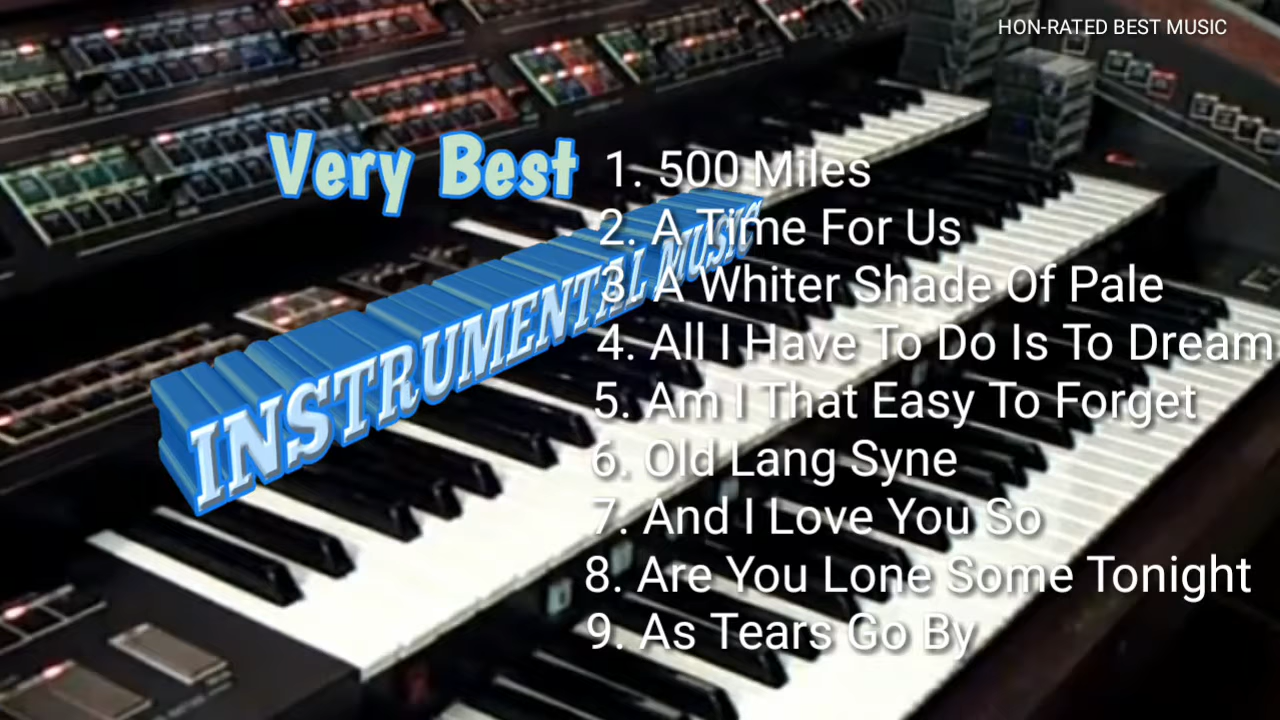 HON-RATED BEST MUSIC
Very Best
INSTRUMENTAL MUSIC
1. 500 Miles
2. A Time For Us
3. A Whiter Shade Of Pale
4. All I Have To Do Is To Dream
5. Am I That Easy To Forget
6. Old Lang Syne
7. And I Love You So
8. Are You Lone Some Tonight
9. As Tears Go By